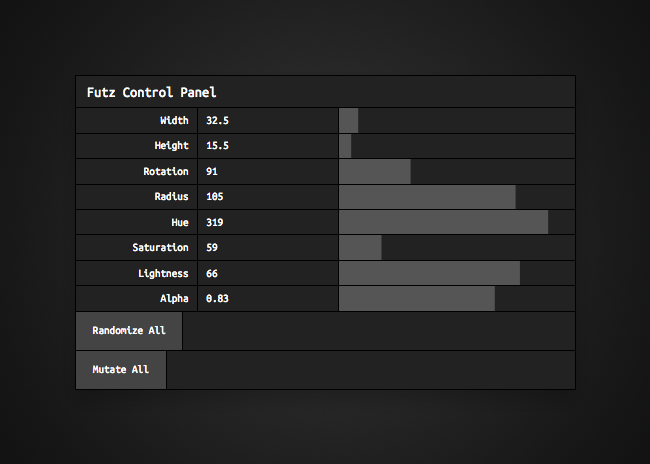 Futz Control Panel
Width 32.5
Height 15.5
Rotation 91
Radius 105
Hue 319
Saturation 59
Lightness 66
Alpha 0.83
Randomize All
Mutate All